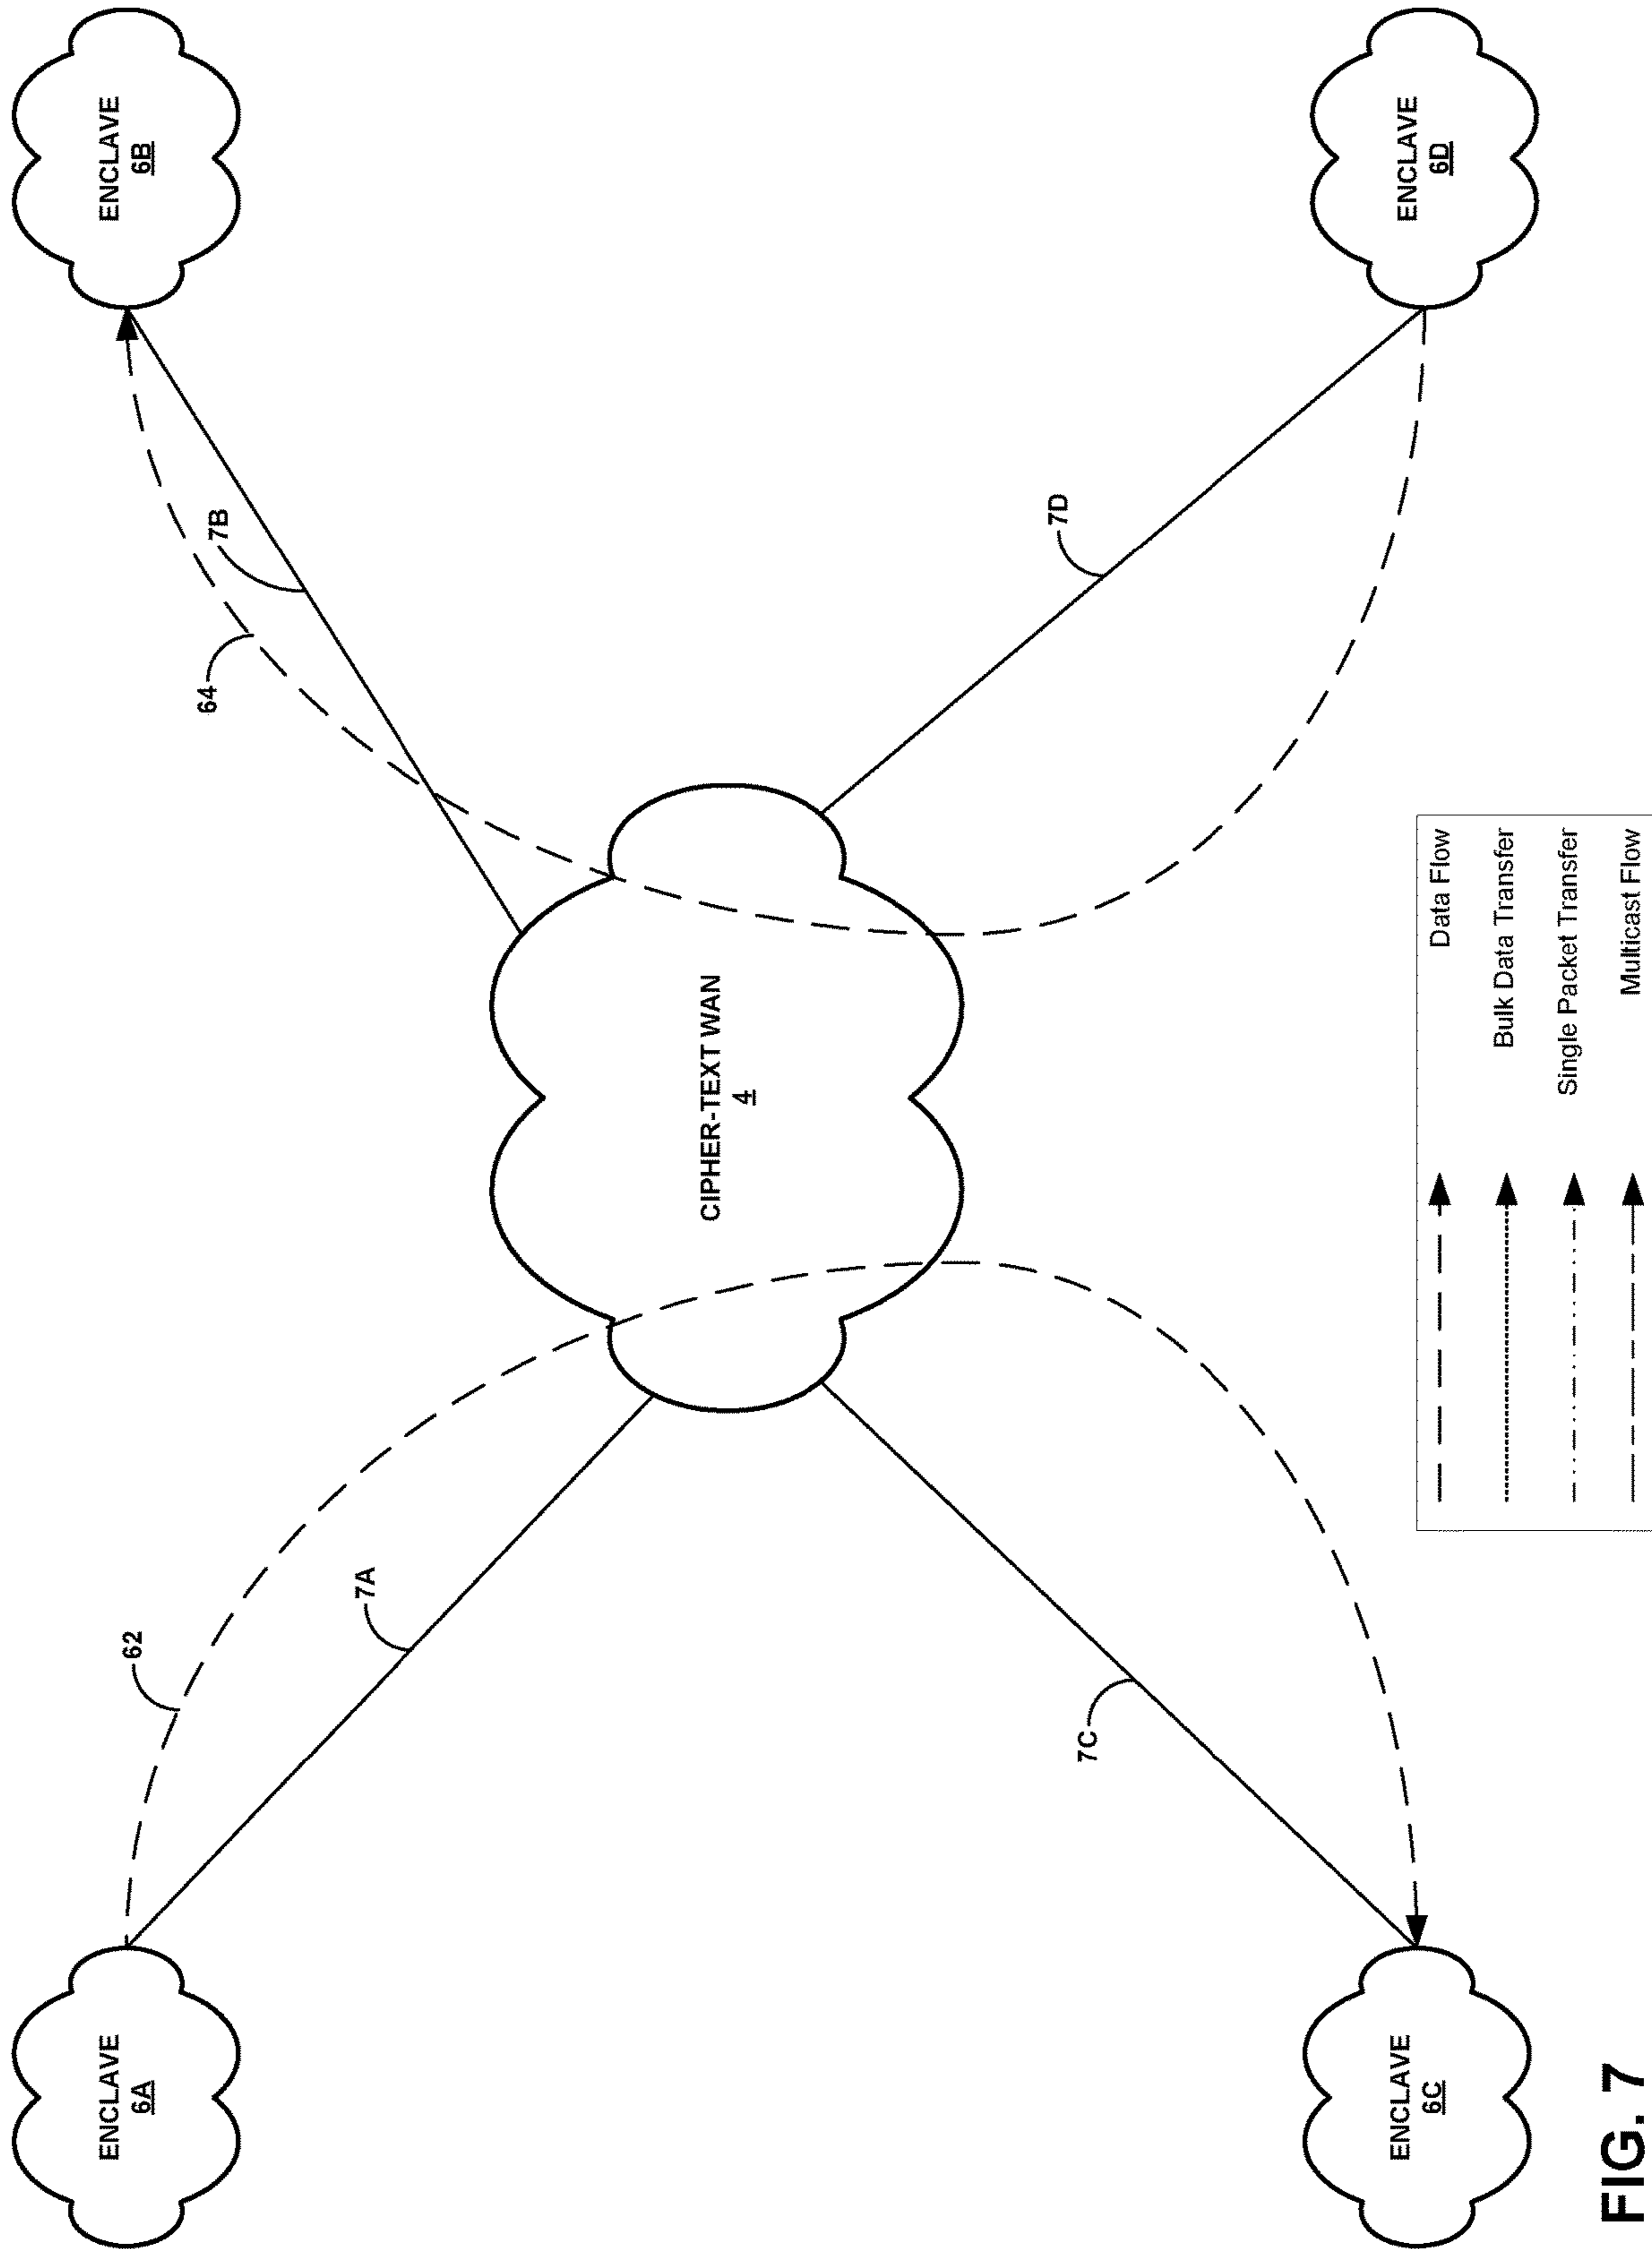 ENCLAVE
6A
ENCLAVE
6B
62
64
7A
7B
CIPHER-TEXT WAN
4
7C
7D
ENCLAVE
6C
ENCLAVE
6D
Data Flow
Bulk Data Transfer
Single Packet Transfer
Multicast Flow
FIG. 7